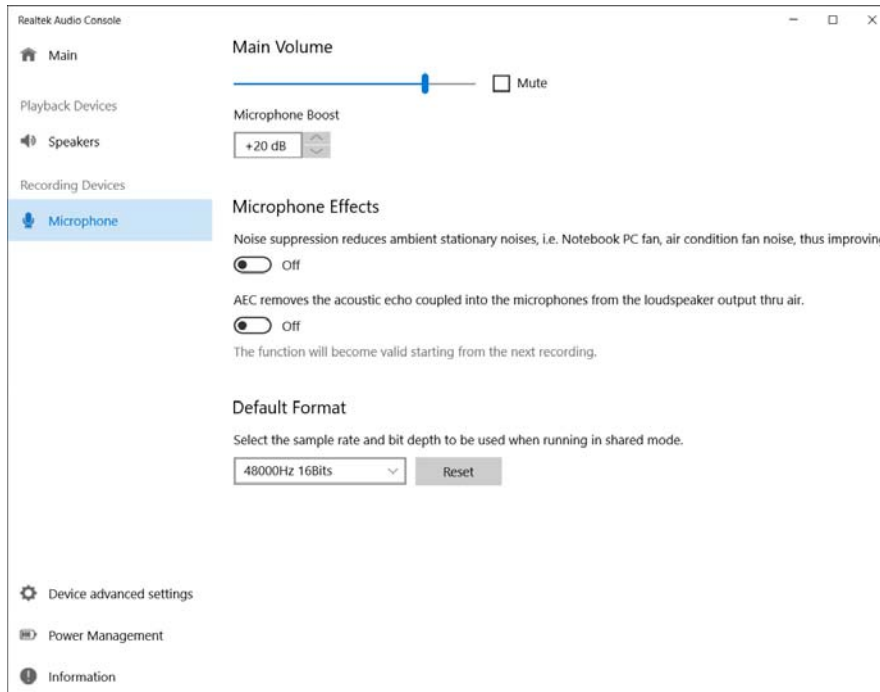 Realtek Audio Console
Main
Playback Devices
Speakers
Recording Devices
Microphone
Device advanced settings
Power Management
Information
Main Volume
Mute
Microphone Boost
+20 dB
Microphone Effects
Noise suppression reduces ambient stationary noises, i.e. Notebook PC fan, air condition fan noise, thus improving
Off
AEC removes the acoustic echo coupled into the microphones from the loudspeaker output thru air.
Off
The function will become valid starting from the next recording.
Default Format
Select the sample rate and bit depth to be used when running in shared mode.
48000Hz 16Bits
Reset